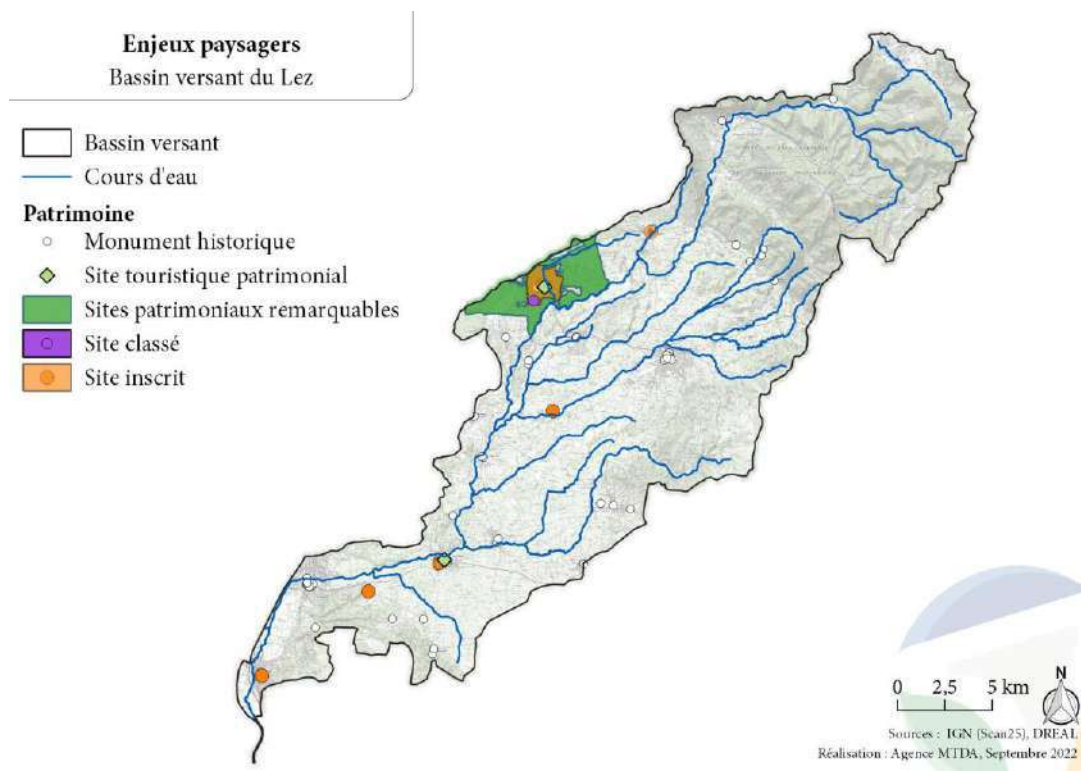 Enjeux paysagers
Bassin versant du Lez
Bassin versant
Cours d'eau
Patrimoine
Monument historique
Site touristique patrimonial
Sites patrimoniaux remarquables
Site classé
Site inscrit
0 2,5 5 km
N
Sources : IGN (Scan25), DREAL
Réalisation : Agence MTDA, Septembre 2022